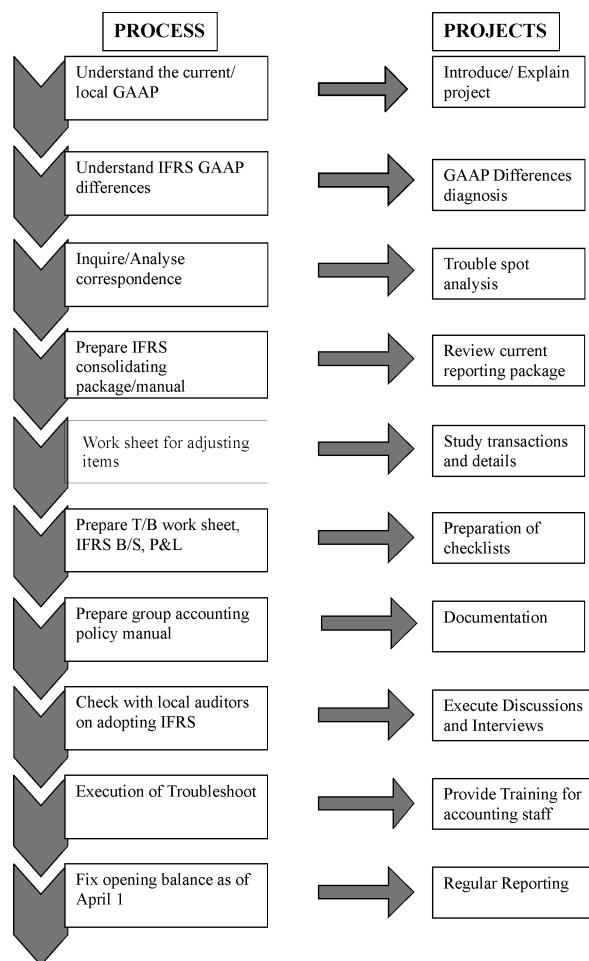 PROCESS
PROJECTS
Understand the current/
local GAAP
Introduce/ Explain
project
Understand IFRS GAAP
differences
GAAP Differences
diagnosis
Inquire/Analyse
correspondence
Trouble spot
analysis
Prepare IFRS
consolidating
package/manual
Review current
reporting package
Work sheet for adjusting
items
Study transactions
and details
Prepare T/B work sheet,
IFRS B/S, P&L
Preparation of
checklists
Prepare group accounting
policy manual
Documentation
Check with local auditors
on adopting IFRS
Execute Discussions
and Interviews
Execution of Troubleshoot
Provide Training for
accounting staff
Fix opening balance as of
April 1
Regular Reporting